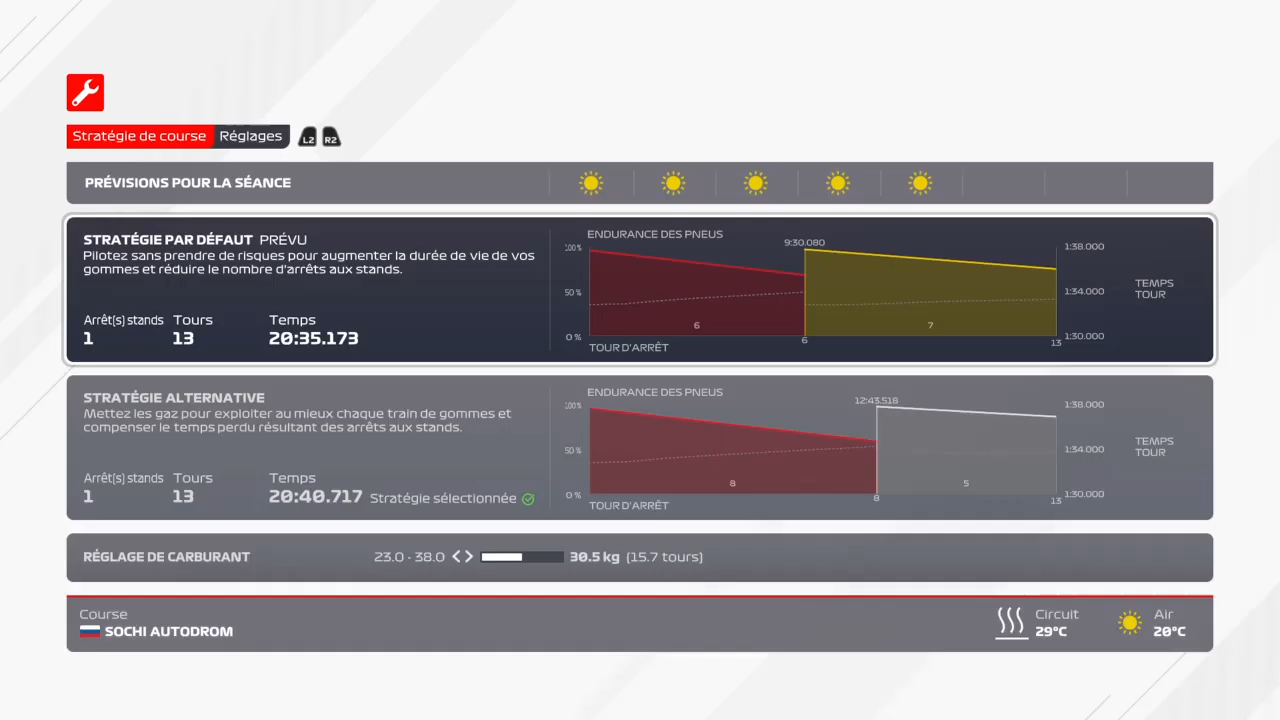 Stratégie de course Réglages L2 R2
PRÉVISIONS POUR LA SÉANCE
STRATÉGIE PAR DÉFAUT PRÉVU
Pilotez sans prendre de risques pour augmenter la durée de vie de vos
gommes et réduire le nombre d'arrêts aux stands.
Arrêt(s) stands Tours Temps
1 13 20:35.173
ENDURANCE DES PNEUS
9:30.080
100 % 1:38.000
50 % 1:34.000
TEMPS
TOUR
6 7
0 % 6 13 1:30.000
TOUR D'ARRÊT
STRATÉGIE ALTERNATIVE
Mettez les gaz pour exploiter au mieux chaque train de gommes et
compenser le temps perdu résultant des arrêts aux stands.
Arrêt(s) stands Tours Temps
1 13 20:40.717 Stratégie sélectionnée
ENDURANCE DES PNEUS
12:43.518
100% 1:38.000
50 % 1:34.000
TEMPS
TOUR
8 5
0 % 8 13 1:30.000
TOUR D'ARRÊT
RÉGLAGE DE CARBURANT 23.0 - 38.0 30.5 kg (15.7 tours)
Course
SOCHI AUTODROM
Circuit
29°C
Air
20°C